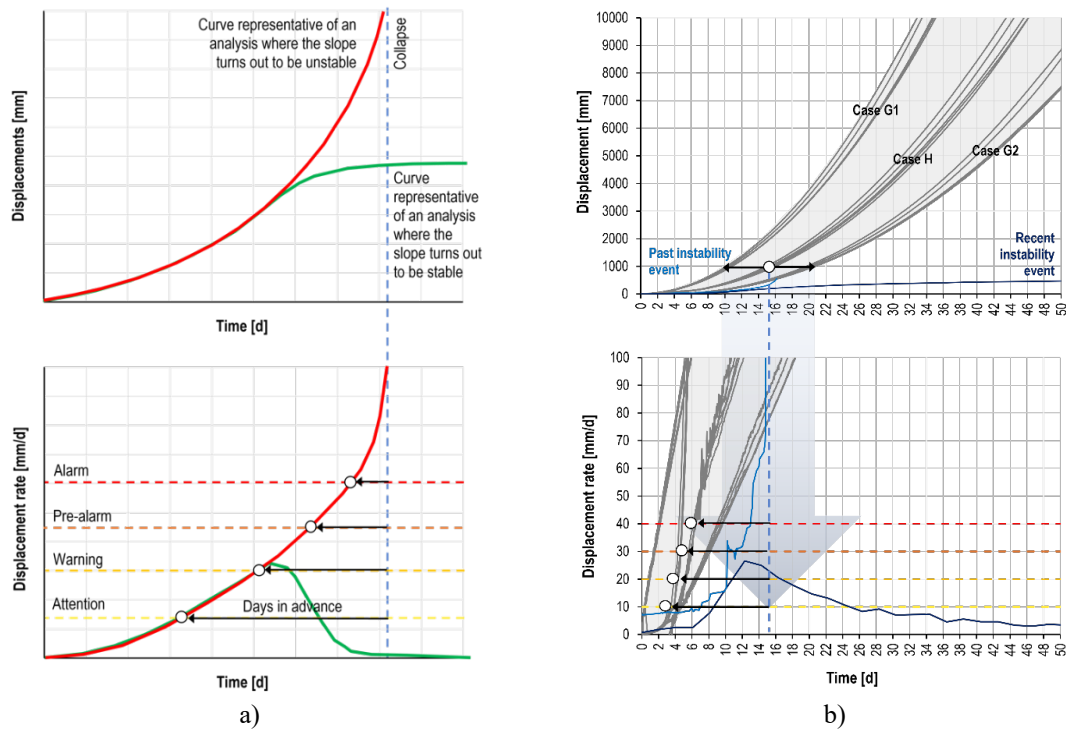 Curve representative of an
analysis where the slope
turns out to be unstable
Collapse
Curve
representative
of an analysis
where the
slope turns out
to be stable
Displacements [mm]
Time [d]
Alarm
Pre-alarm
Warning
Attention
Days in advance
Displacement rate [mm/d]
Time [d]
a)
10000
9000
8000
7000
6000
5000
4000
3000
2000
1000
0
Displacement [mm]
Case G1
Case H
Case G2
Past instability
event
Recent
instability
event
0 2 4 6 8 10 12 14 16 18 20 22 24 26 28 30 32 34 36 38 40 42 44 46 48 50
100
90
80
70
60
50
40
30
20
10
0
Displacement rate [mm/d]
0 2 4 6 8 10 12 14 16 18 20 22 24 26 28 30 32 34 36 38 40 42 44 46 48 50
Time [d]
b)